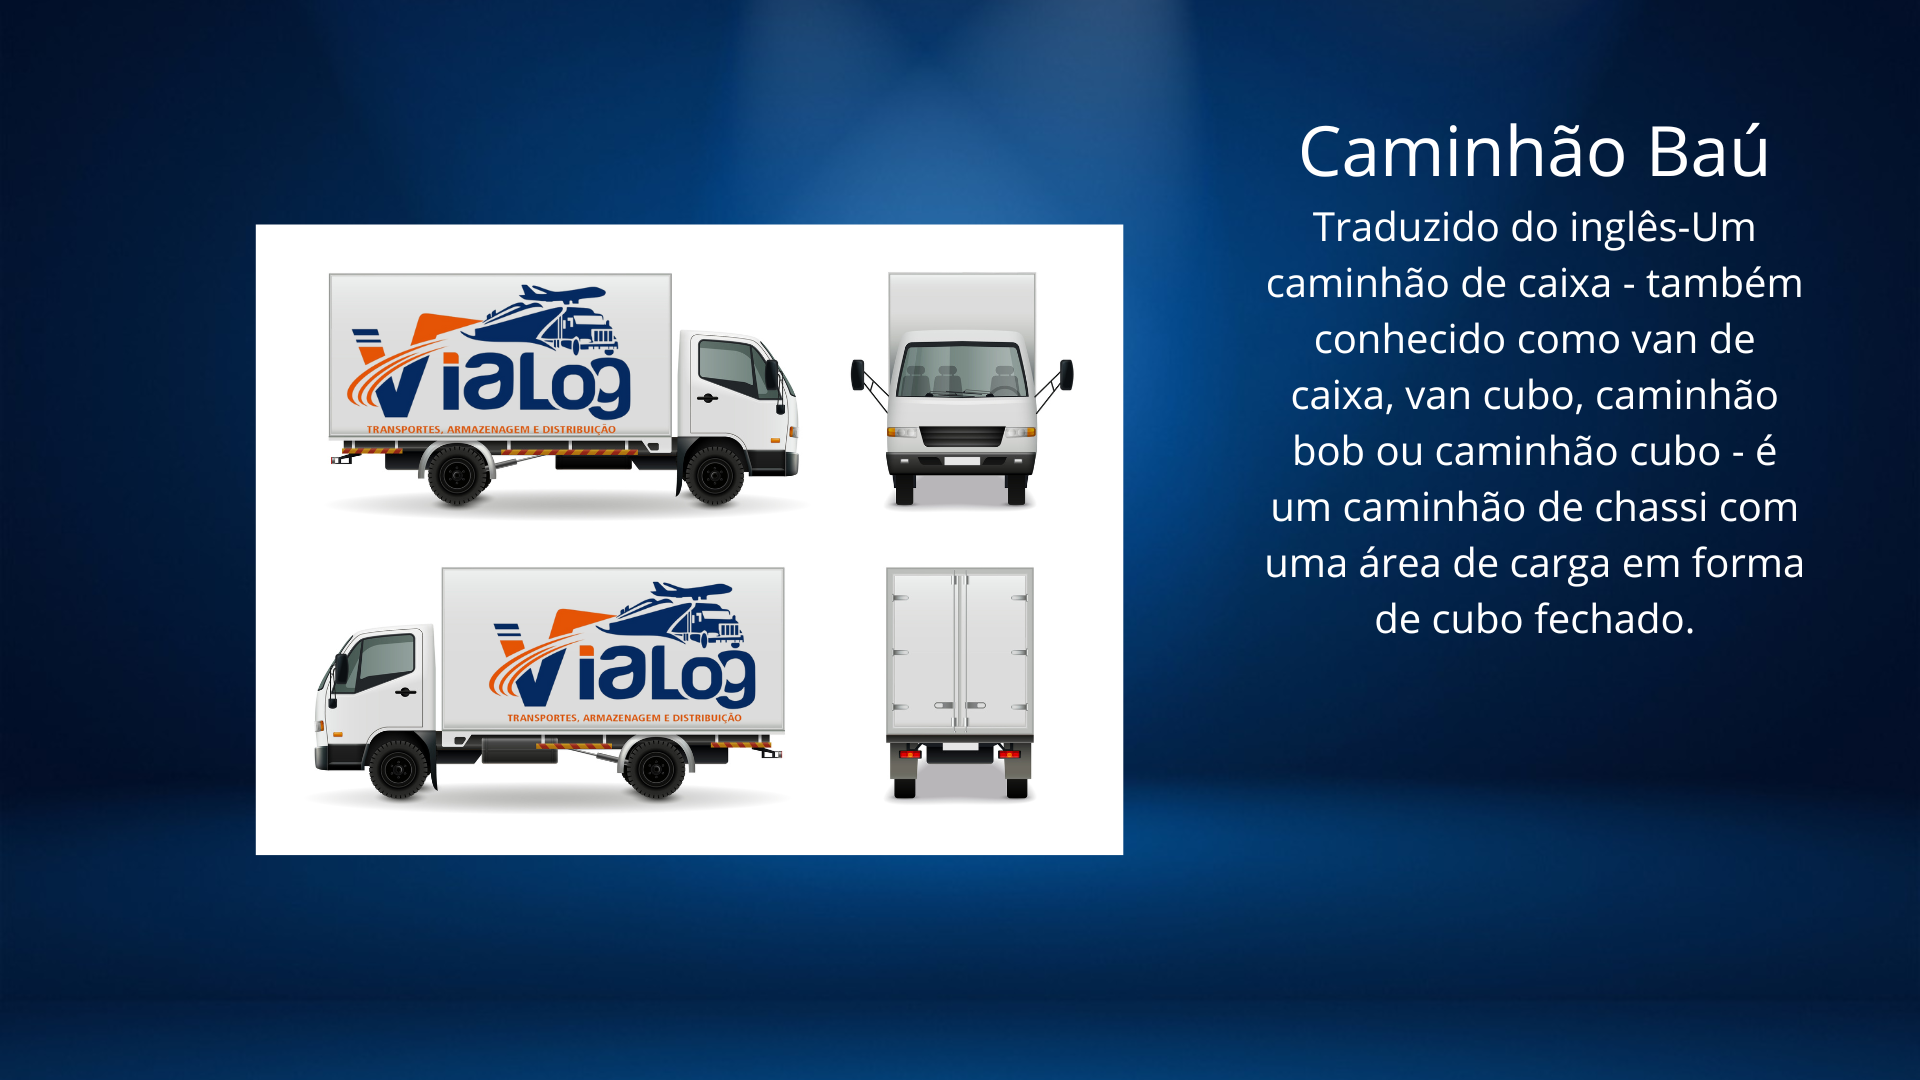 ViaLog
TRANSPORTES, ARMAZENAGEM E DISTRIBUIÇÃO
ViaLog
TRANSPORTES, ARMAZENAGEM E DISTRIBUIÇÃO
Caminhão Baú
Traduzido do inglês-Um
caminhão de caixa - também
conhecido como van de
caixa, van cubo, caminhão
bob ou caminhão cubo - é
um caminhão de chassi com
uma área de carga em forma
de cubo fechado.